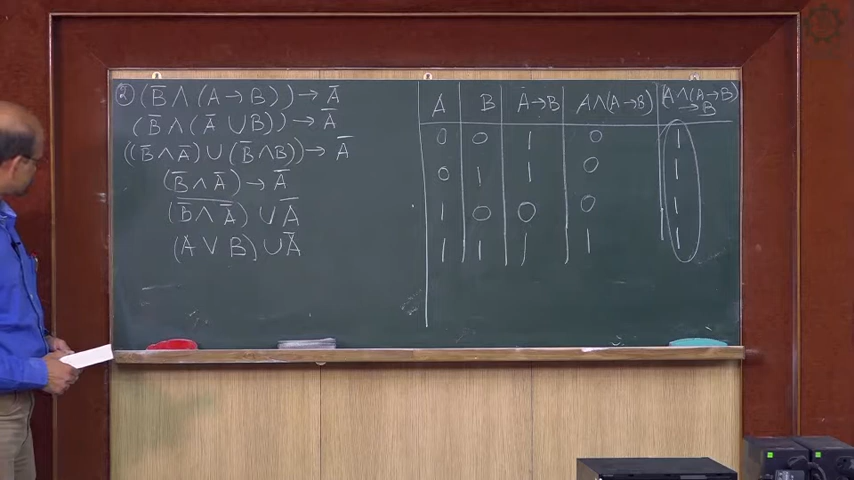 ② (B̅ ∧ (A → B)) → A̅
(B̅ ∧ (A̅ ∪ B)) → A̅
((B̅ ∧ A̅) ∪ (B̅ ∧ B)) → A̅
(B̅ ∧ A̅) → A̅
(B̅ ∧ A̅)‾ ∪ A̅
(A ∨ B) ∪ A̅
A B A→B A∧(A→B) A∧(A→B)→B
0 0 1 0 1
0 1 1 0 1
1 0 0 0 1
1 1 1 1 1